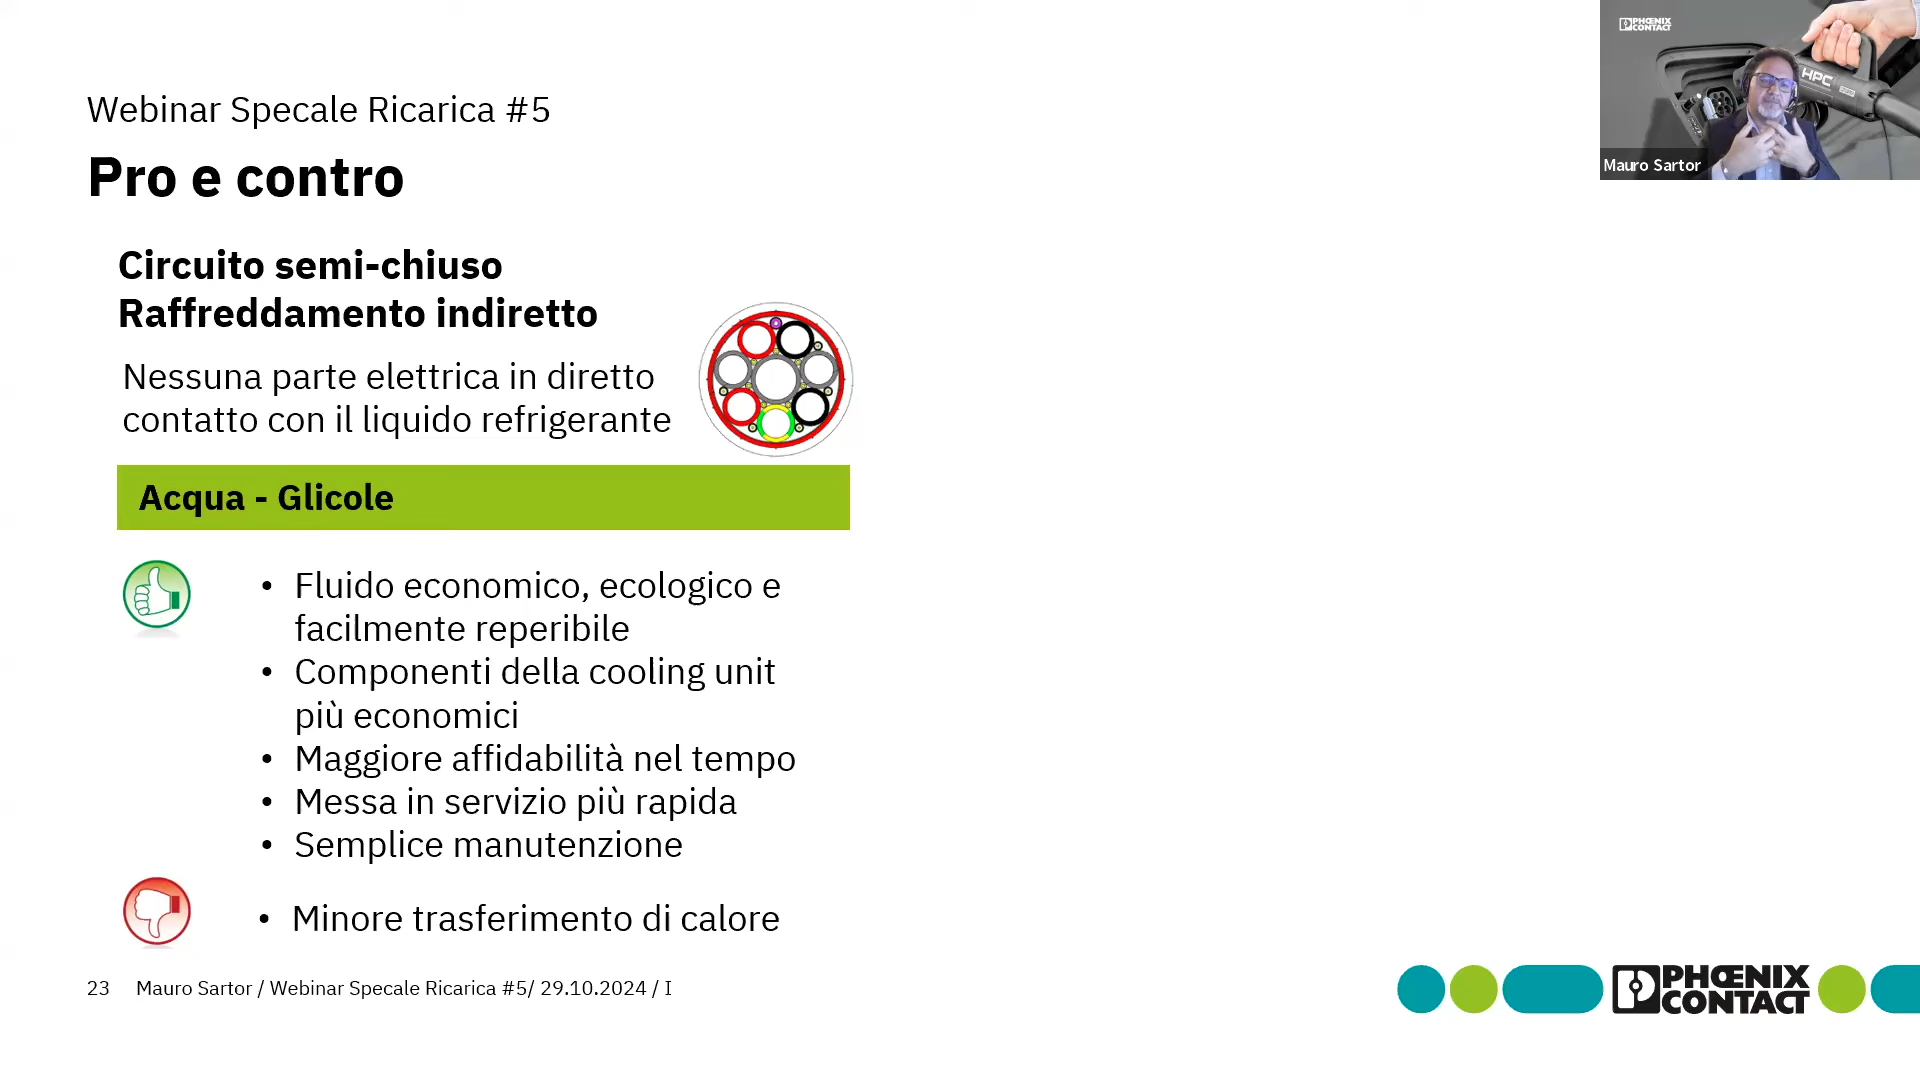 Webinar Specale Ricarica #5
Pro e contro
Circuito semi-chiuso
Raffreddamento indiretto
Nessuna parte elettrica in diretto
contatto con il liquido refrigerante
Acqua - Glicole
• Fluido economico, ecologico e
facilmente reperibile
• Componenti della cooling unit
più economici
• Maggiore affidabilità nel tempo
• Messa in servizio più rapida
• Semplice manutenzione
• Minore trasferimento di calore
23 Mauro Sartor / Webinar Specale Ricarica #5/ 29.10.2024 / I
PHŒNIX
CONTACT
PHŒNIX
CONTACT
HPC
Mauro Sartor